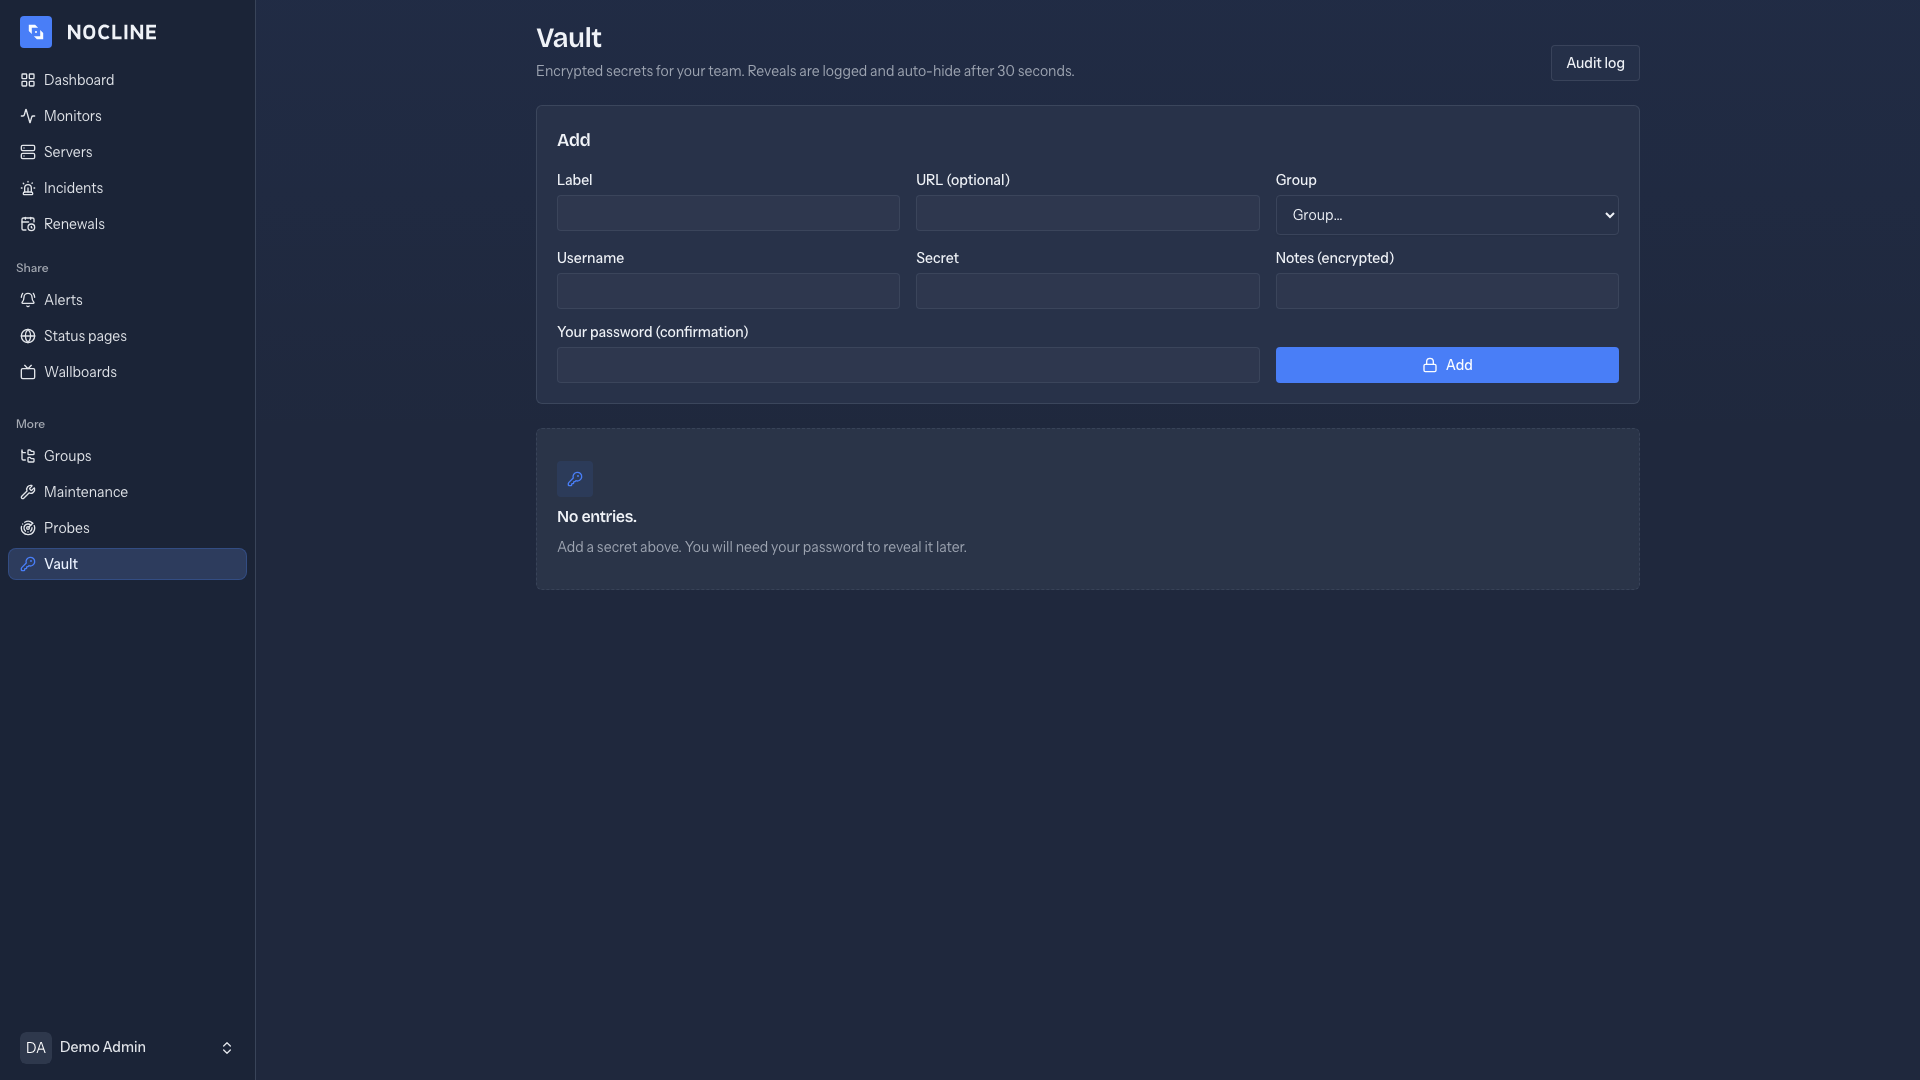 NOCLINE
Dashboard
Monitors
Servers
Incidents
Renewals
Share
Alerts
Status pages
Wallboards
More
Groups
Maintenance
Probes
Vault
DA
Demo Admin
Vault
Encrypted secrets for your team. Reveals are logged and auto-hide after 30 seconds.
Audit log
Add
Label
URL (optional)
Group
Group...
Username
Secret
Notes (encrypted)
Your password (confirmation)
Add
No entries.
Add a secret above. You will need your password to reveal it later.